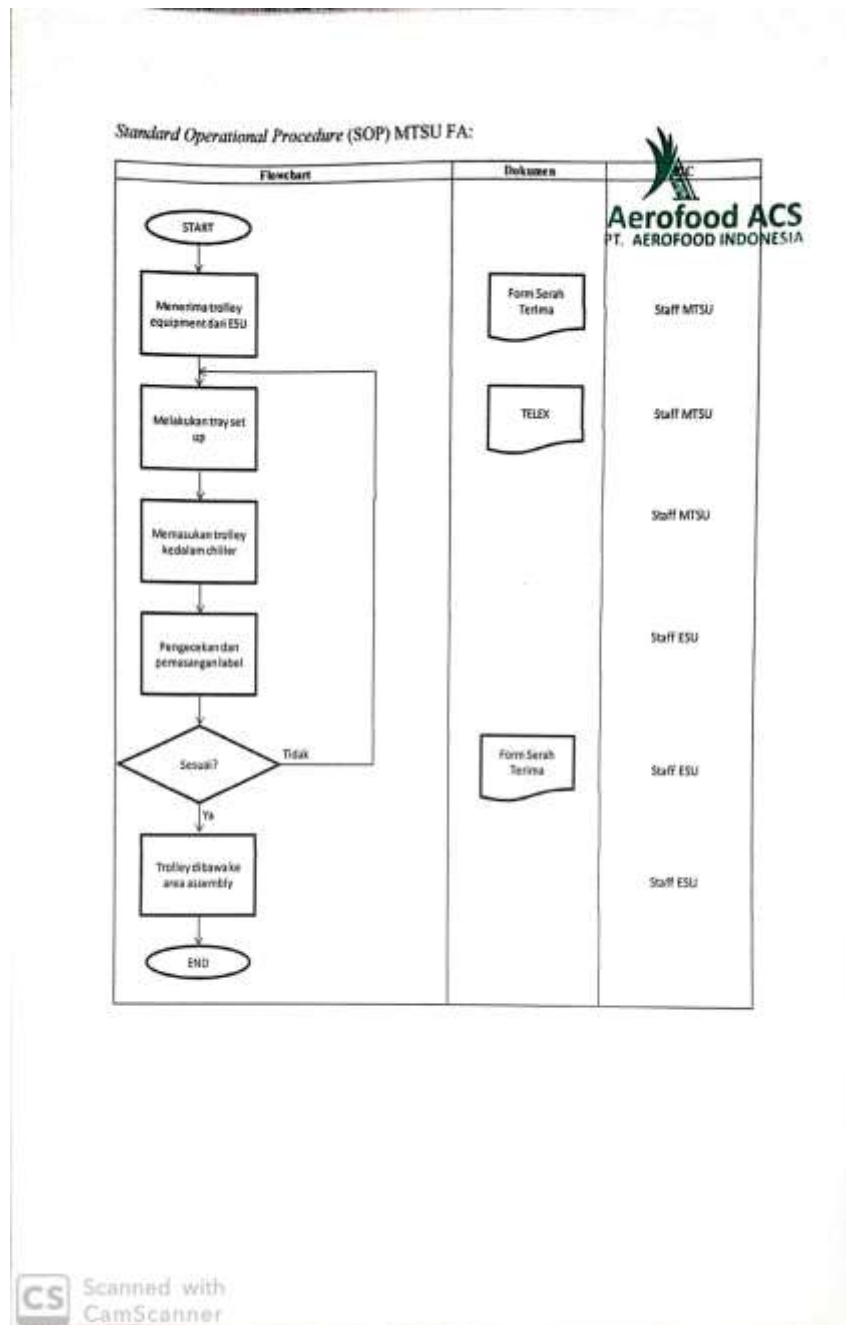 Standard Operational Procedure (SOP) MTSU FA:
Flowchart
Dokumen
Aerofood ACS
PT. AEROFOOD INDONESIA
START
Menerima trolley
equipment dari ESU
Form Serah
Terima
Staff MTSU
Melakukan tray set
up
TELEX
Staff MTSU
Memasukan trolley
kedalam chiller
Staff MTSU
Pengecekan dan
pemasangan label
Staff ESU
Sesuai?
Tidak
Form Serah
Terima
Staff ESU
Ya
Trolley dibawa ke
area assembly
Staff ESU
END
CS
Scanned with
CamScanner